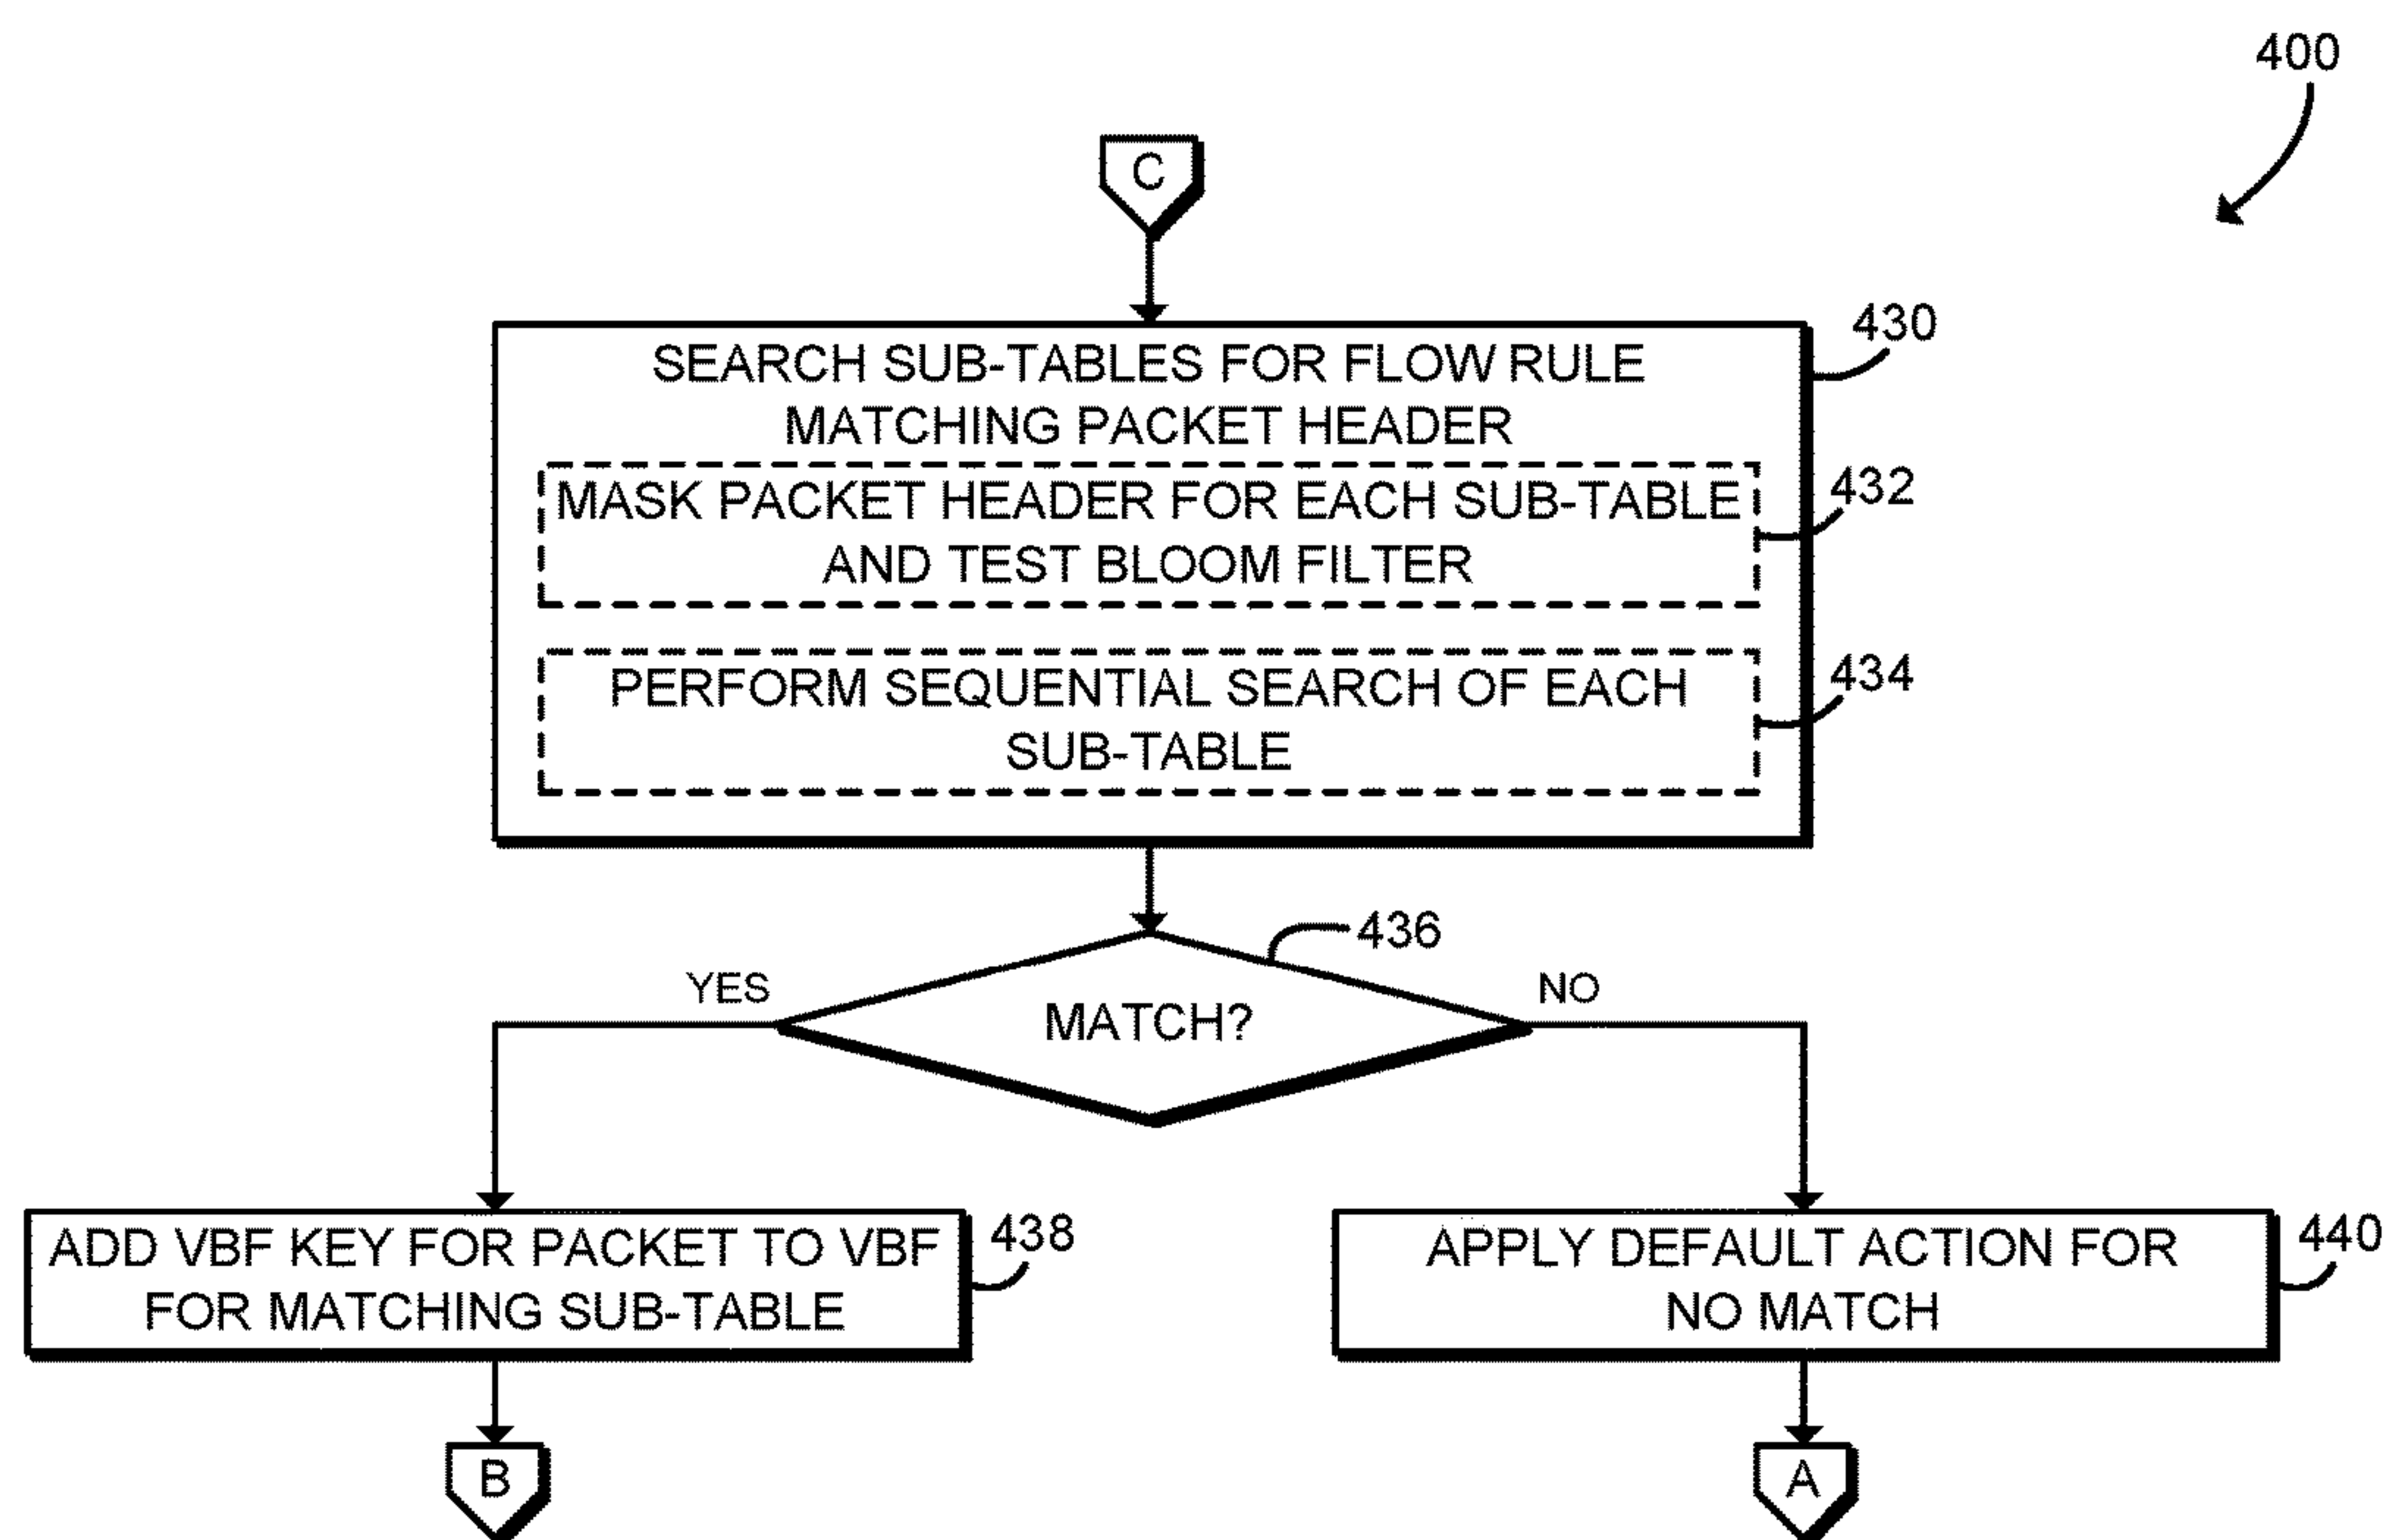 400
C
430
SEARCH SUB-TABLES FOR FLOW RULE
MATCHING PACKET HEADER
432
MASK PACKET HEADER FOR EACH SUB-TABLE
AND TEST BLOOM FILTER
434
PERFORM SEQUENTIAL SEARCH OF EACH
SUB-TABLE
436
YES
NO
MATCH?
ADD VBF KEY FOR PACKET TO VBF
FOR MATCHING SUB-TABLE
438
APPLY DEFAULT ACTION FOR
NO MATCH
440
B
A